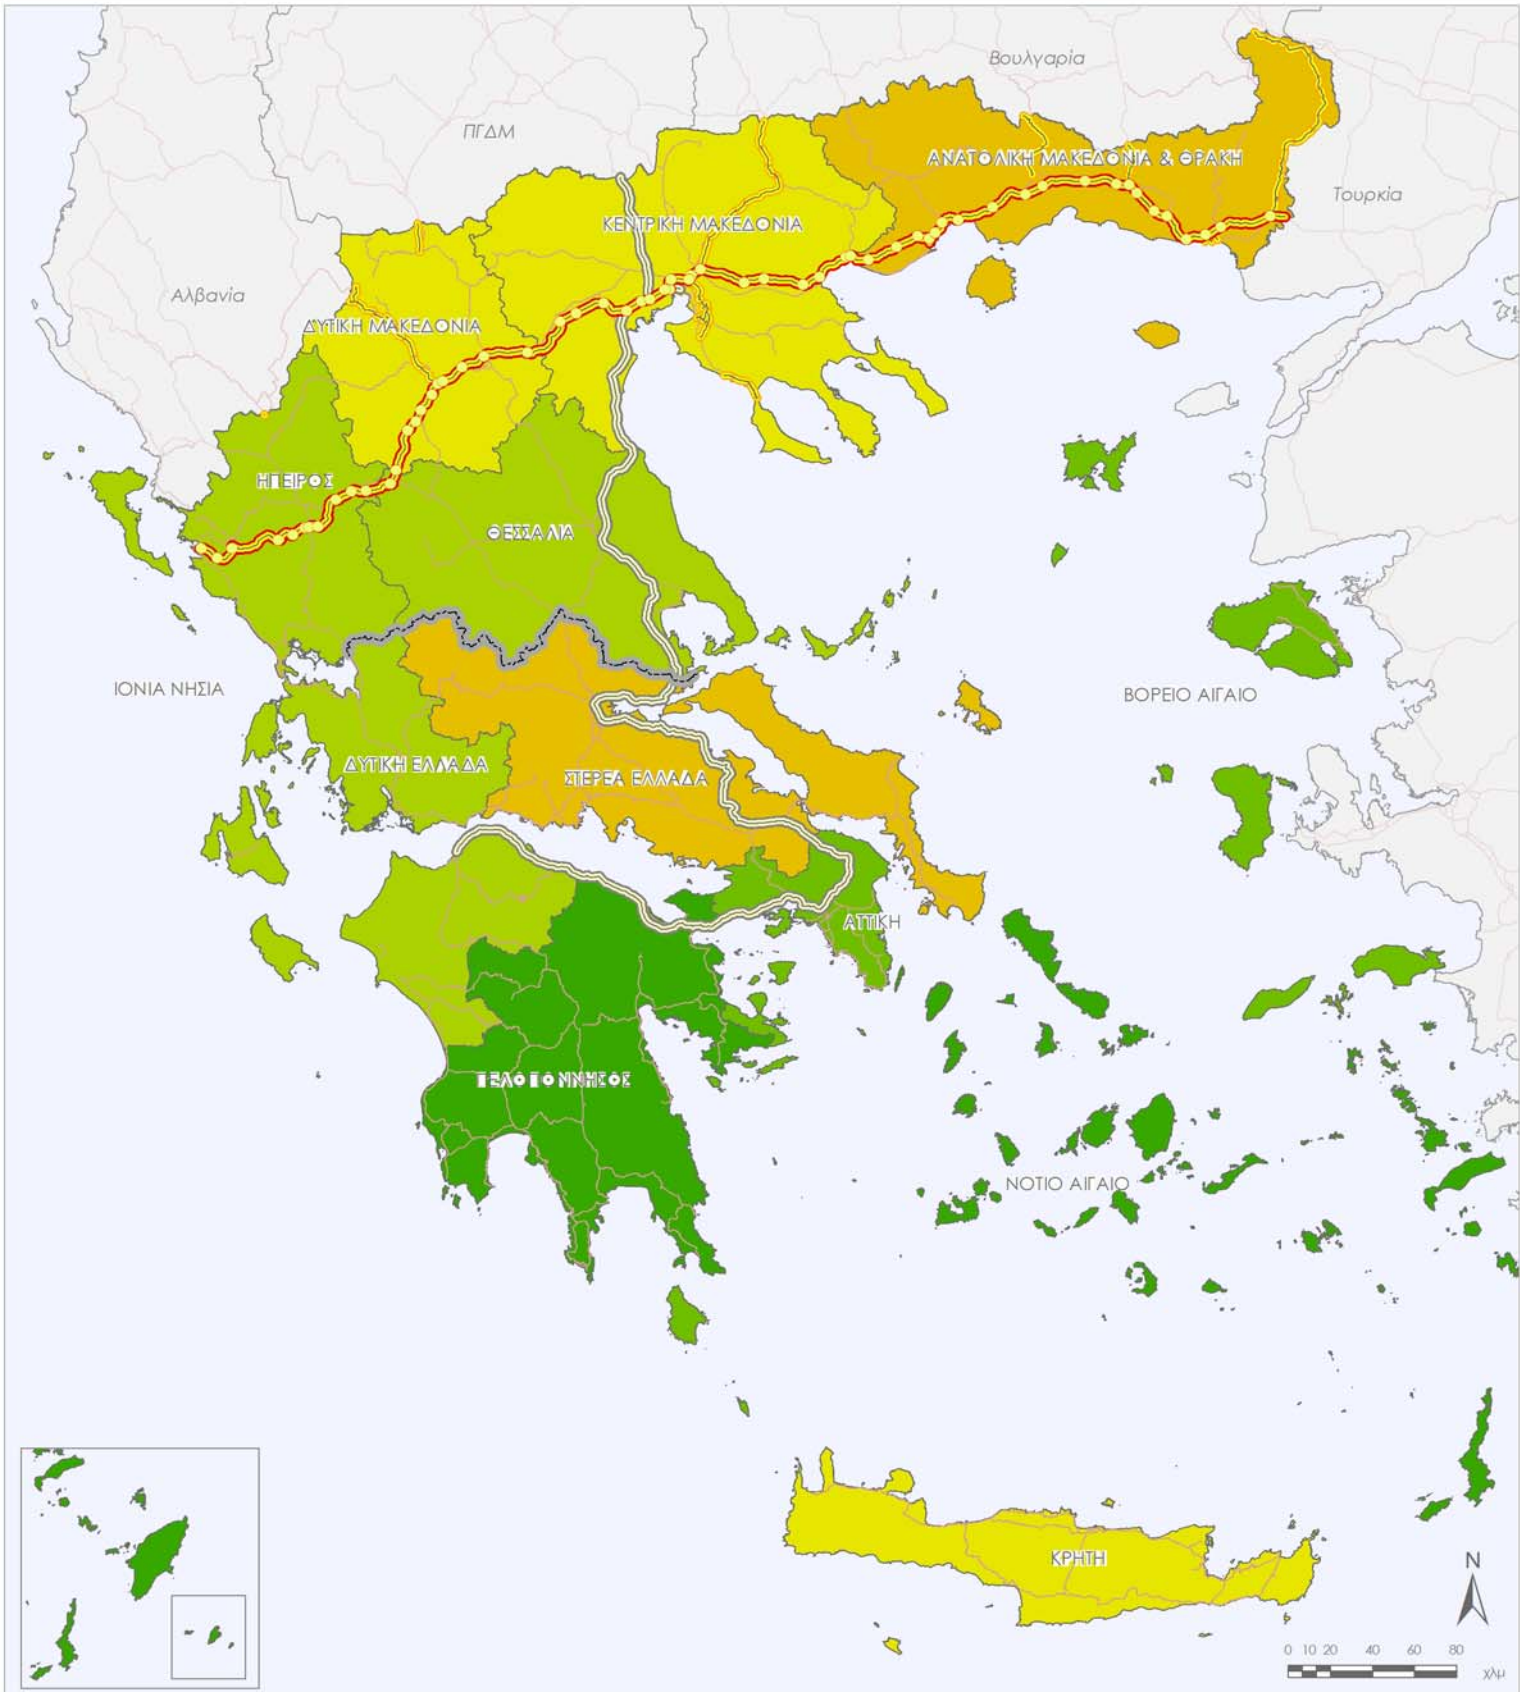 Βουλγαρία
ΠΓΔΜ
ΑΝΑΤΟΛΙΚΗ ΜΑΚΕΔΟΝΙΑ & ΘΡΑΚΗ
Τουρκία
ΚΕΝΤΡΙΚΗ ΜΑΚΕΔΟΝΙΑ
Αλβανία
ΔΥΤΙΚΗ ΜΑΚΕΔΟΝΙΑ
ΗΠΕΙΡΟΣ
ΘΕΣΣΑΛΙΑ
ΙΟΝΙΑ ΝΗΣΙΑ
ΒΟΡΕΙΟ ΑΙΓΑΙΟ
ΔΥΤΙΚΗ ΕΛΛΑΔΑ
ΣΤΕΡΕΑ ΕΛΛΑΔΑ
ΑΤΤΙΚΗ
ΠΕΛΟΠΟΝΝΗΣΟΣ
ΝΟΤΙΟ ΑΙΓΑΙΟ
ΚΡΗΤΗ
N
0 10 20 40 60 80
χλμ